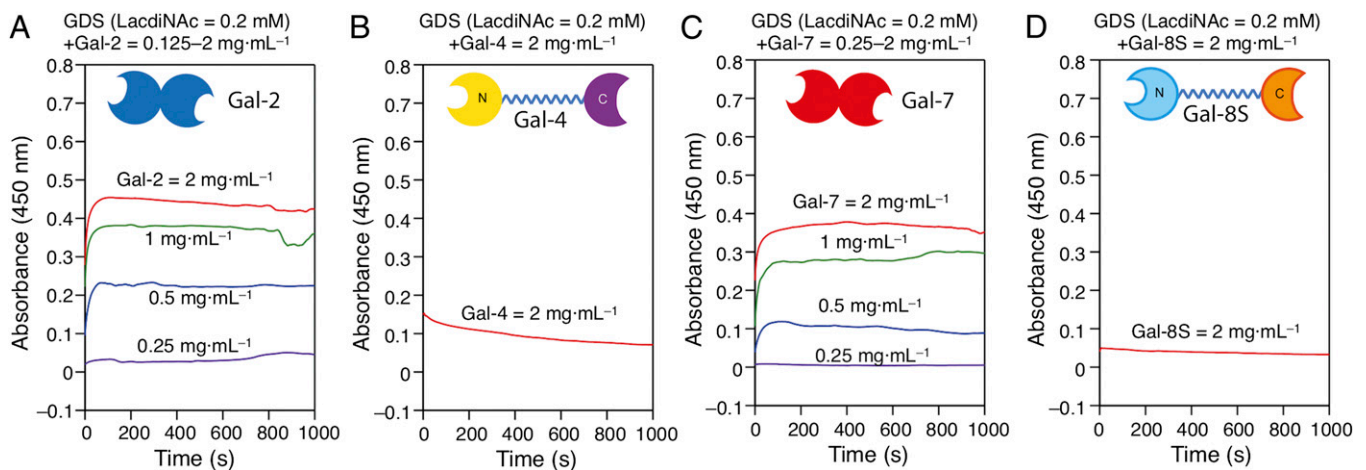 A
GDS (LacdiNAc = 0.2 mM)
+Gal-2 = 0.125–2 mg·mL⁻¹
Absorbance (450 nm)
0.8
0.7
0.6
0.5
0.4
0.3
0.2
0.1
0
–0.1
Gal-2
Gal-2 = 2 mg·mL⁻¹
1 mg·mL⁻¹
0.5 mg·mL⁻¹
0.25 mg·mL⁻¹
0 200 400 600 800 1000
Time (s)
B
GDS (LacdiNAc = 0.2 mM)
+Gal-4 = 2 mg·mL⁻¹
Absorbance (450 nm)
0.8
0.7
0.6
0.5
0.4
0.3
0.2
0.1
0
–0.1
N C
Gal-4
Gal-4 = 2 mg·mL⁻¹
0 200 400 600 800 1000
Time (s)
C
GDS (LacdiNAc = 0.2 mM)
+Gal-7 = 0.25–2 mg·mL⁻¹
Absorbance (450 nm)
0.8
0.7
0.6
0.5
0.4
0.3
0.2
0.1
0
–0.1
Gal-7
Gal-7 = 2 mg·mL⁻¹
1 mg·mL⁻¹
0.5 mg·mL⁻¹
0.25 mg·mL⁻¹
0 200 400 600 800 1000
Time (s)
D
GDS (LacdiNAc = 0.2 mM)
+Gal-8S = 2 mg·mL⁻¹
Absorbance (450 nm)
0.8
0.7
0.6
0.5
0.4
0.3
0.2
0.1
0
–0.1
N C
Gal-8S
Gal-8S = 2 mg·mL⁻¹
0 200 400 600 800 1000
Time (s)